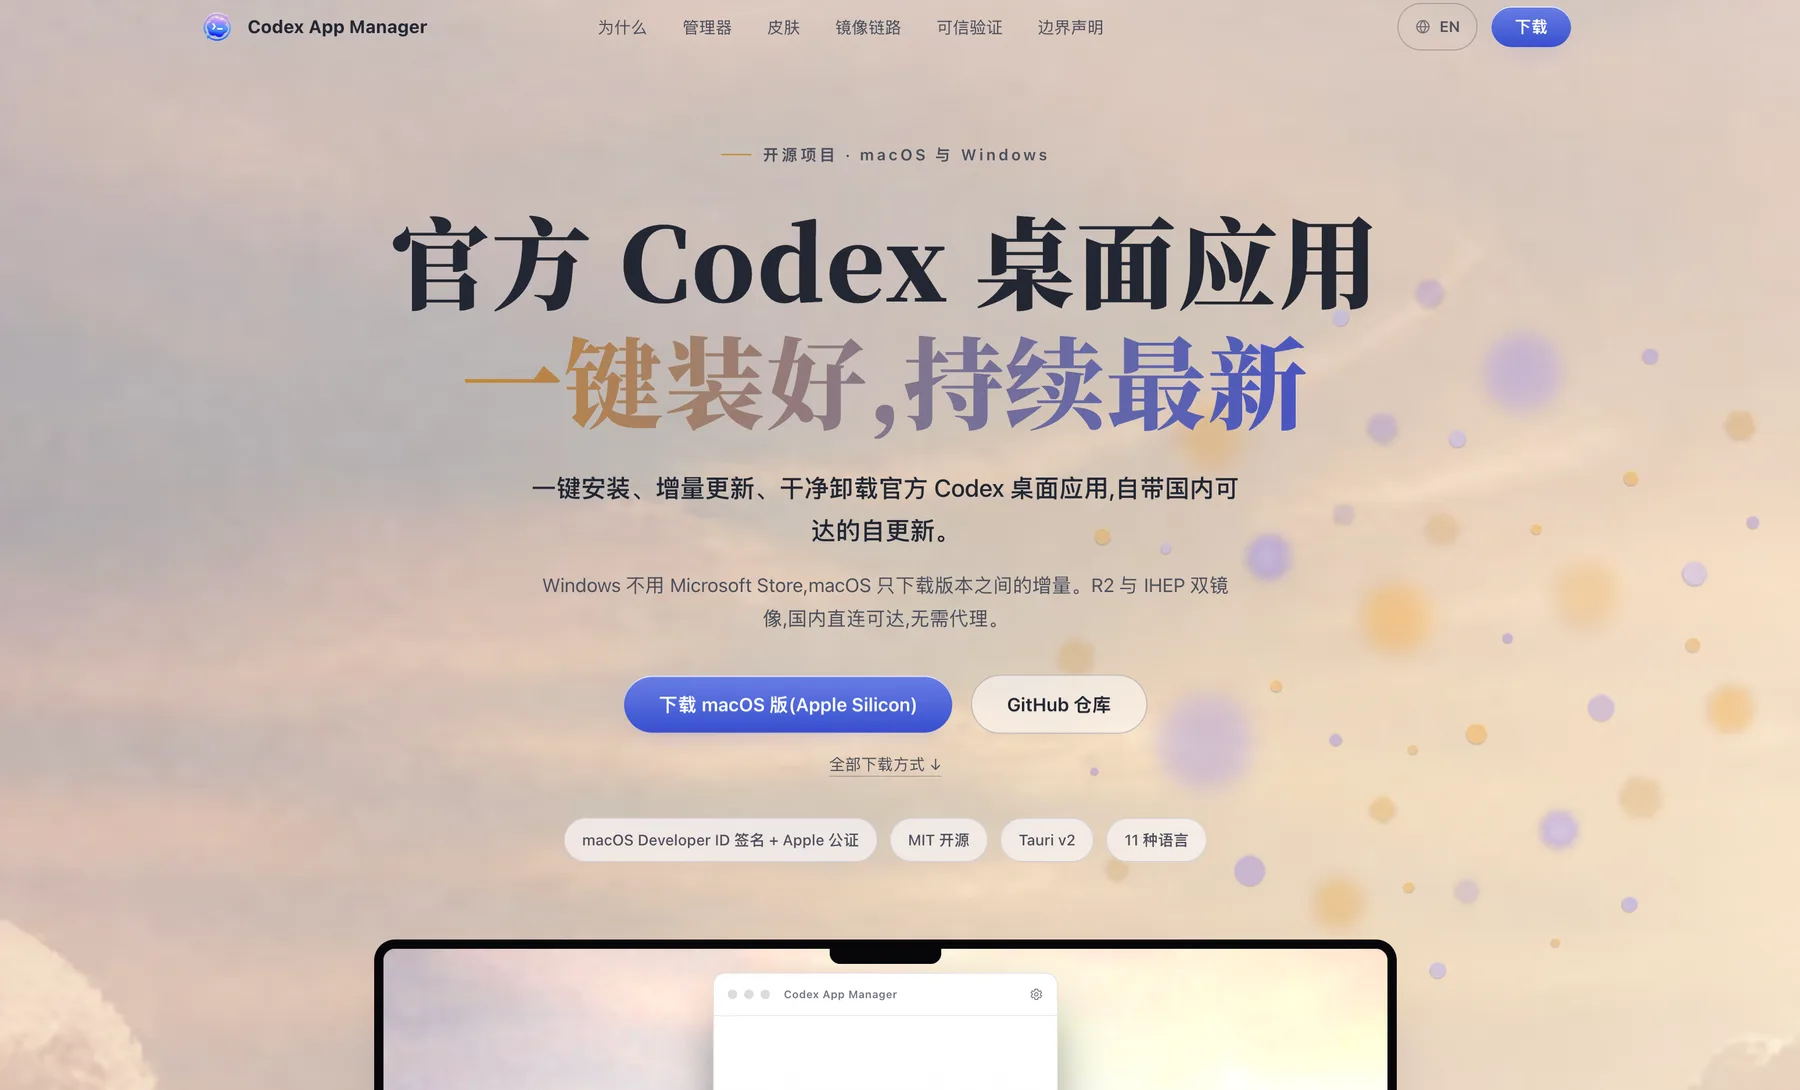 Codex App Manager
为什么
管理器
皮肤
镜像链路
可信验证
边界声明
EN
下载
开源项目 · macOS 与 Windows
官方 Codex 桌面应用
一键装好,持续最新
一键安装、增量更新、干净卸载官方 Codex 桌面应用,自带国内可
达的自更新。
Windows 不用 Microsoft Store,macOS 只下载版本之间的增量。R2 与 IHEP 双镜
像,国内直连可达,无需代理。
下载 macOS 版(Apple Silicon)
GitHub 仓库
全部下载方式 ↓
macOS Developer ID 签名 + Apple 公证
MIT 开源
Tauri v2
11 种语言
Codex App Manager